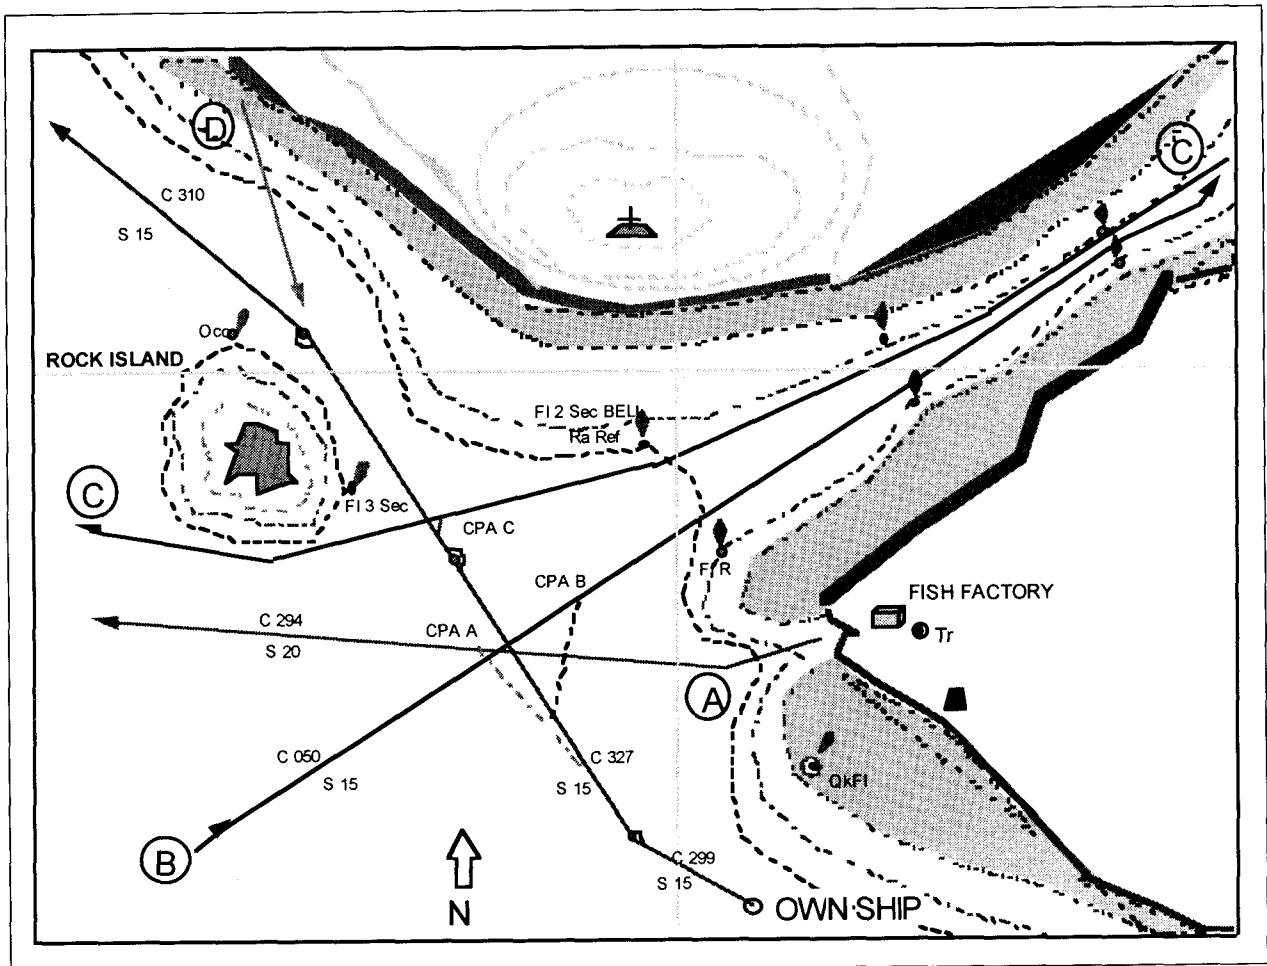 D
C
C 310
S 15
Occ
ROCK ISLAND
Fl 2 Sec BELL
Ra Ref
C
Fl 3 Sec
CPA C
F R
CPA B
FISH FACTORY
C 294
CPA A
Tr
S 20
A
C 050
C 327
S 15
S 15
QkFl
B
C 299
S 15
N
OWN SHIP